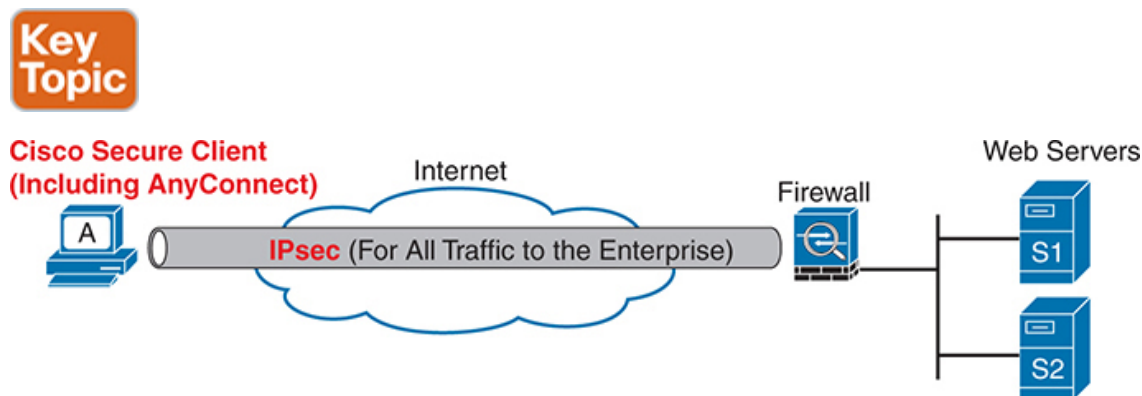 Key
Topic
Cisco Secure Client
(Including AnyConnect)
Internet
Web Servers
Firewall
A
IPsec (For All Traffic to the Enterprise)
S1
S2